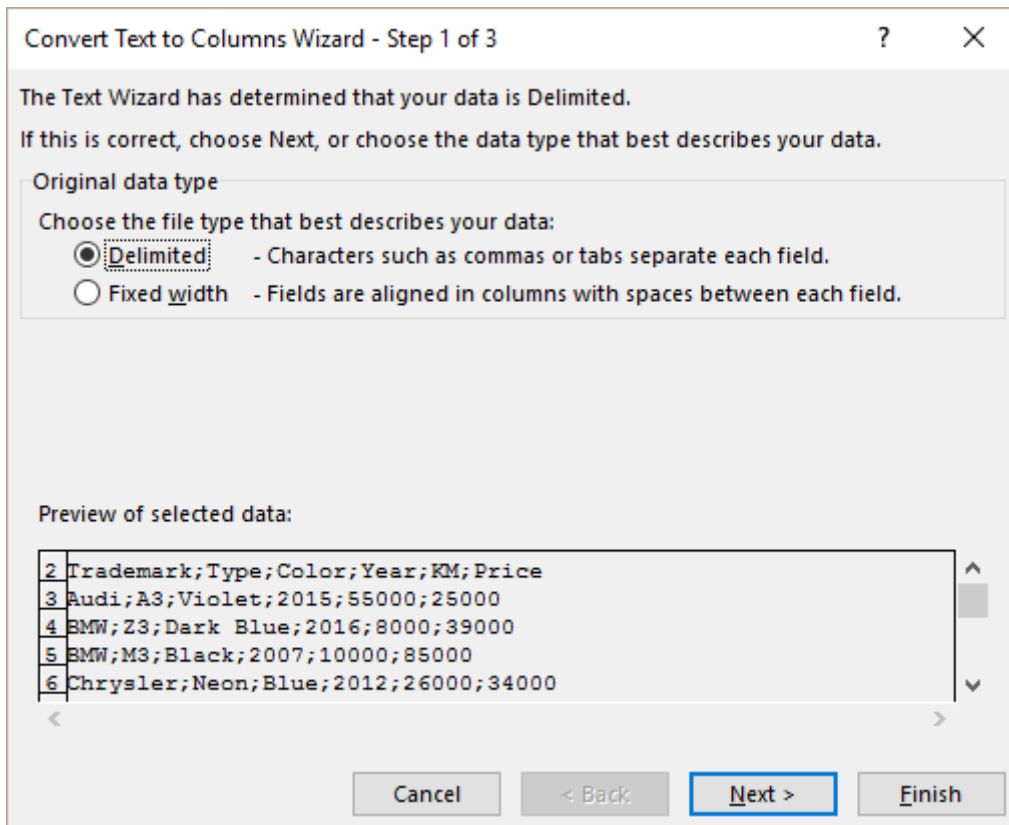 Convert Text to Columns Wizard - Step 1 of 3 ?
The Text Wizard has determined that your data is Delimited.
If this is correct, choose Next, or choose the data type that best describes your data.
Original data type
Choose the file type that best describes your data:
Delimited - Characters such as commas or tabs separate each field.
Fixed width - Fields are aligned in columns with spaces between each field.
Preview of selected data:
2 Trademark;Type;Color;Year;KM;Price
3 Audi;A3;Violet;2015;55000;25000
4 BMW;Z3;Dark Blue;2016;8000;39000
5 BMW;M3;Black;2007;10000;85000
6 Chrysler;Neon;Blue;2012;26000;34000
Cancel < Back Next > Finish